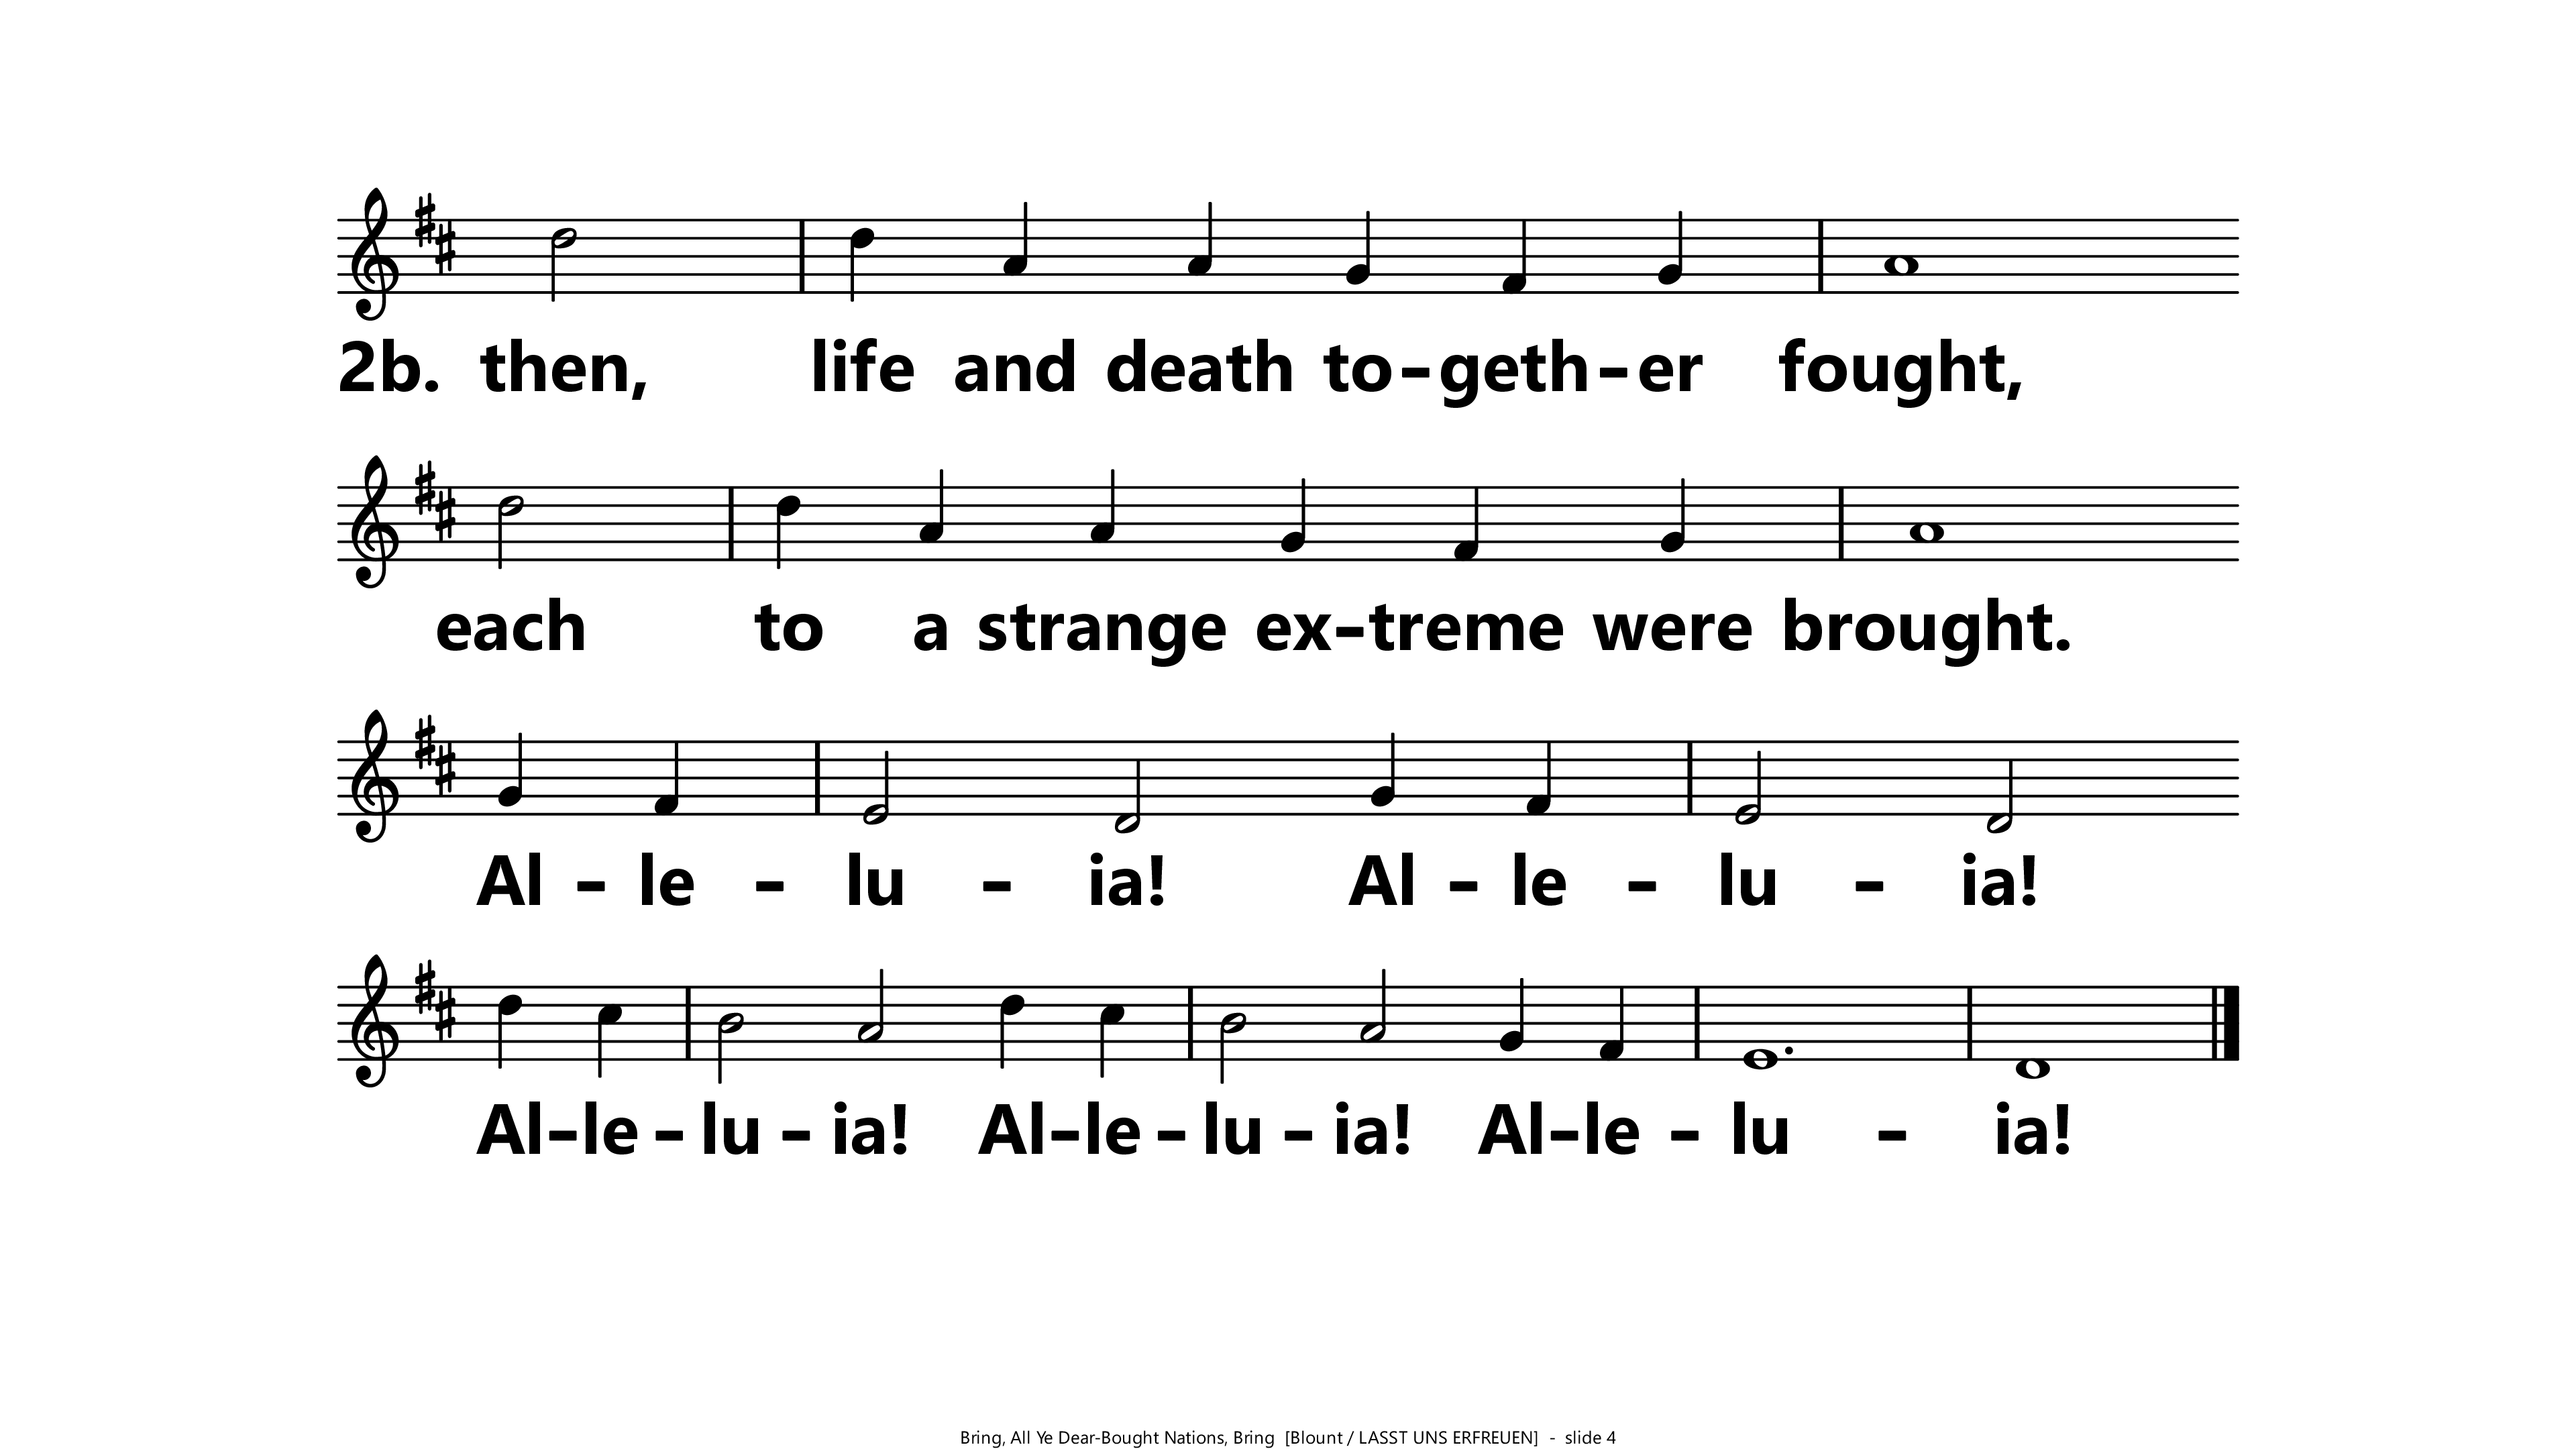 2b. then, life and death to-geth-er fought,
each to a strange ex-treme were brought.
Al - le - lu - ia! Al - le - lu - ia!
Al-le - lu - ia! Al-le - lu - ia! Al-le - lu - ia!
Bring, All Ye Dear-Bought Nations, Bring [Blount / LASST UNS ERFREUEN] - slide 4